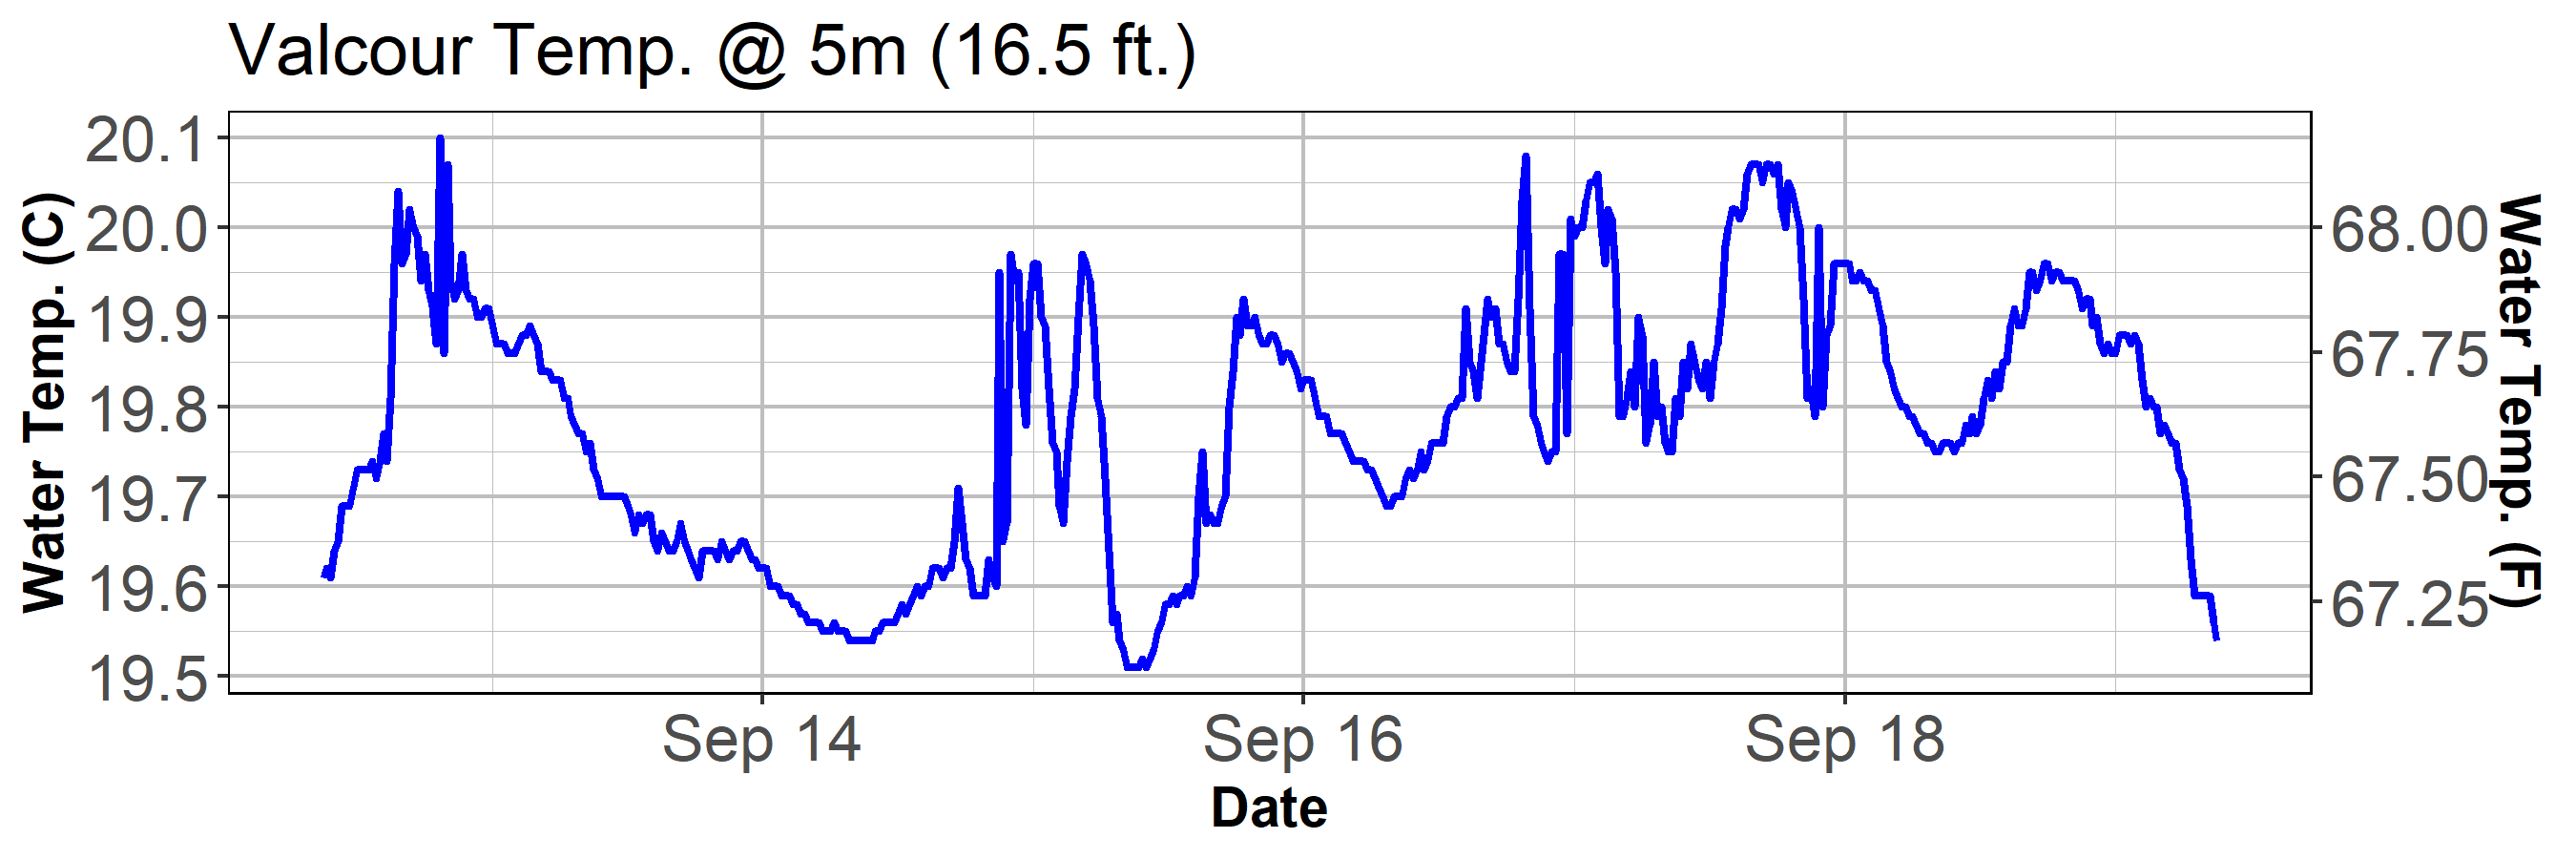 Valcour Temp. @ 5m (16.5 ft.)
Water Temp. (C)
20.1
20.0
19.9
19.8
19.7
19.6
19.5
68.00
67.75
67.50
67.25
Water Temp. (F)
Sep 14
Sep 16
Sep 18
Date